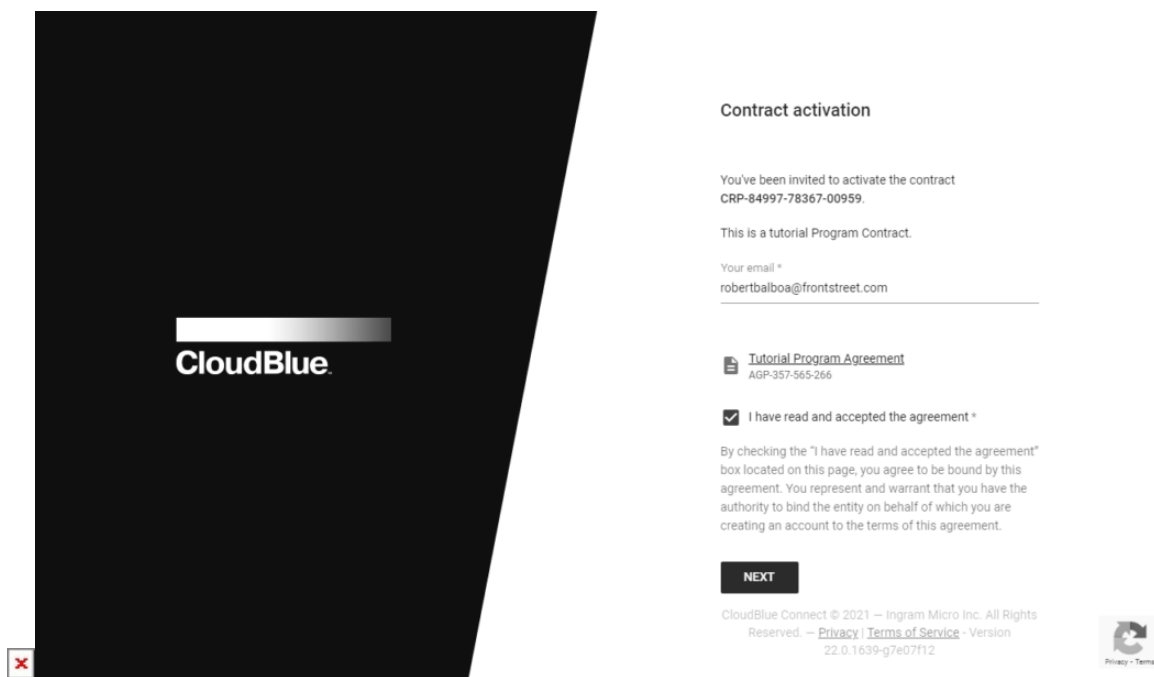 Contract activation
You've been invited to activate the contract
CRP-84997-78367-00959.
This is a tutorial Program Contract.
Your email *
robertbalboa@frontstreet.com
CloudBlue™
Tutorial Program Agreement
AGP-357-565-266
I have read and accepted the agreement *
By checking the "I have read and accepted the agreement"
box located on this page, you agree to be bound by this
agreement. You represent and warrant that you have the
authority to bind the entity on behalf of which you are
creating an account to the terms of this agreement.
NEXT
CloudBlue Connect © 2021 — Ingram Micro Inc. All Rights
Reserved. — Privacy | Terms of Service - Version
22.0.1639-g7e07f12
Privacy - Terms